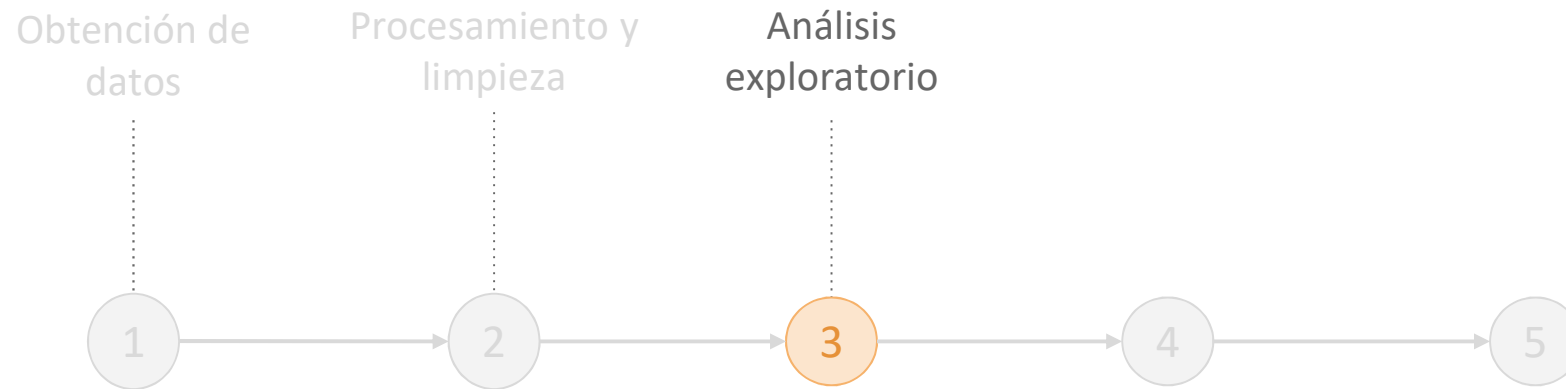 Obtención de
datos
Procesamiento y
limpieza
Análisis
exploratorio
1
2
3
4
5